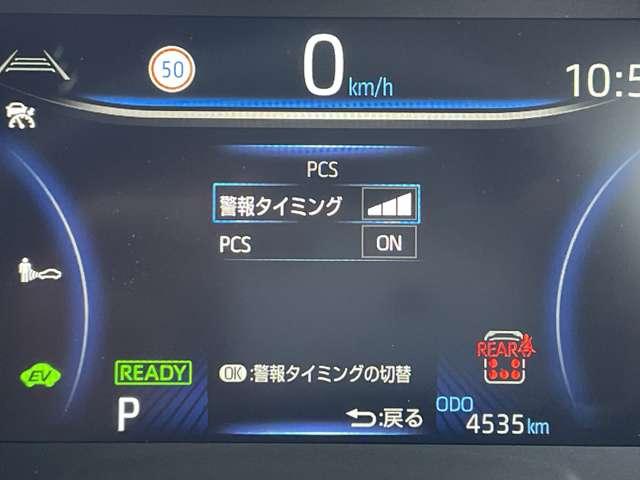 50
0 km/h
10:5
PCS
警報タイミング
PCS ON
EV
READY
OK :警報タイミングの切替
REAR
P
:戻る
ODO
4535 km